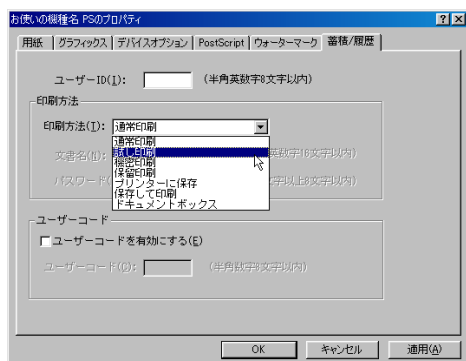 お使いの機種名 PSのプロパティ
用紙 グラフィックス デバイスオプション PostScript ウォーターマーク 蓄積/履歴
ユーザーID(I): (半角英数字8文字以内)
印刷方法
印刷方法(T): 通常印刷
通常印刷
試し印刷
機密印刷
保留印刷
プリンターに保存
保存して印刷
ドキュメントボックス
文書名(N): 英数字16文字以内)
パスワード( 字以上8文字以内)
ユーザーコード
ユーザーコードを有効にする(E)
ユーザーコード(O): (半角数字8文字以内)
OK キャンセル 適用(A)